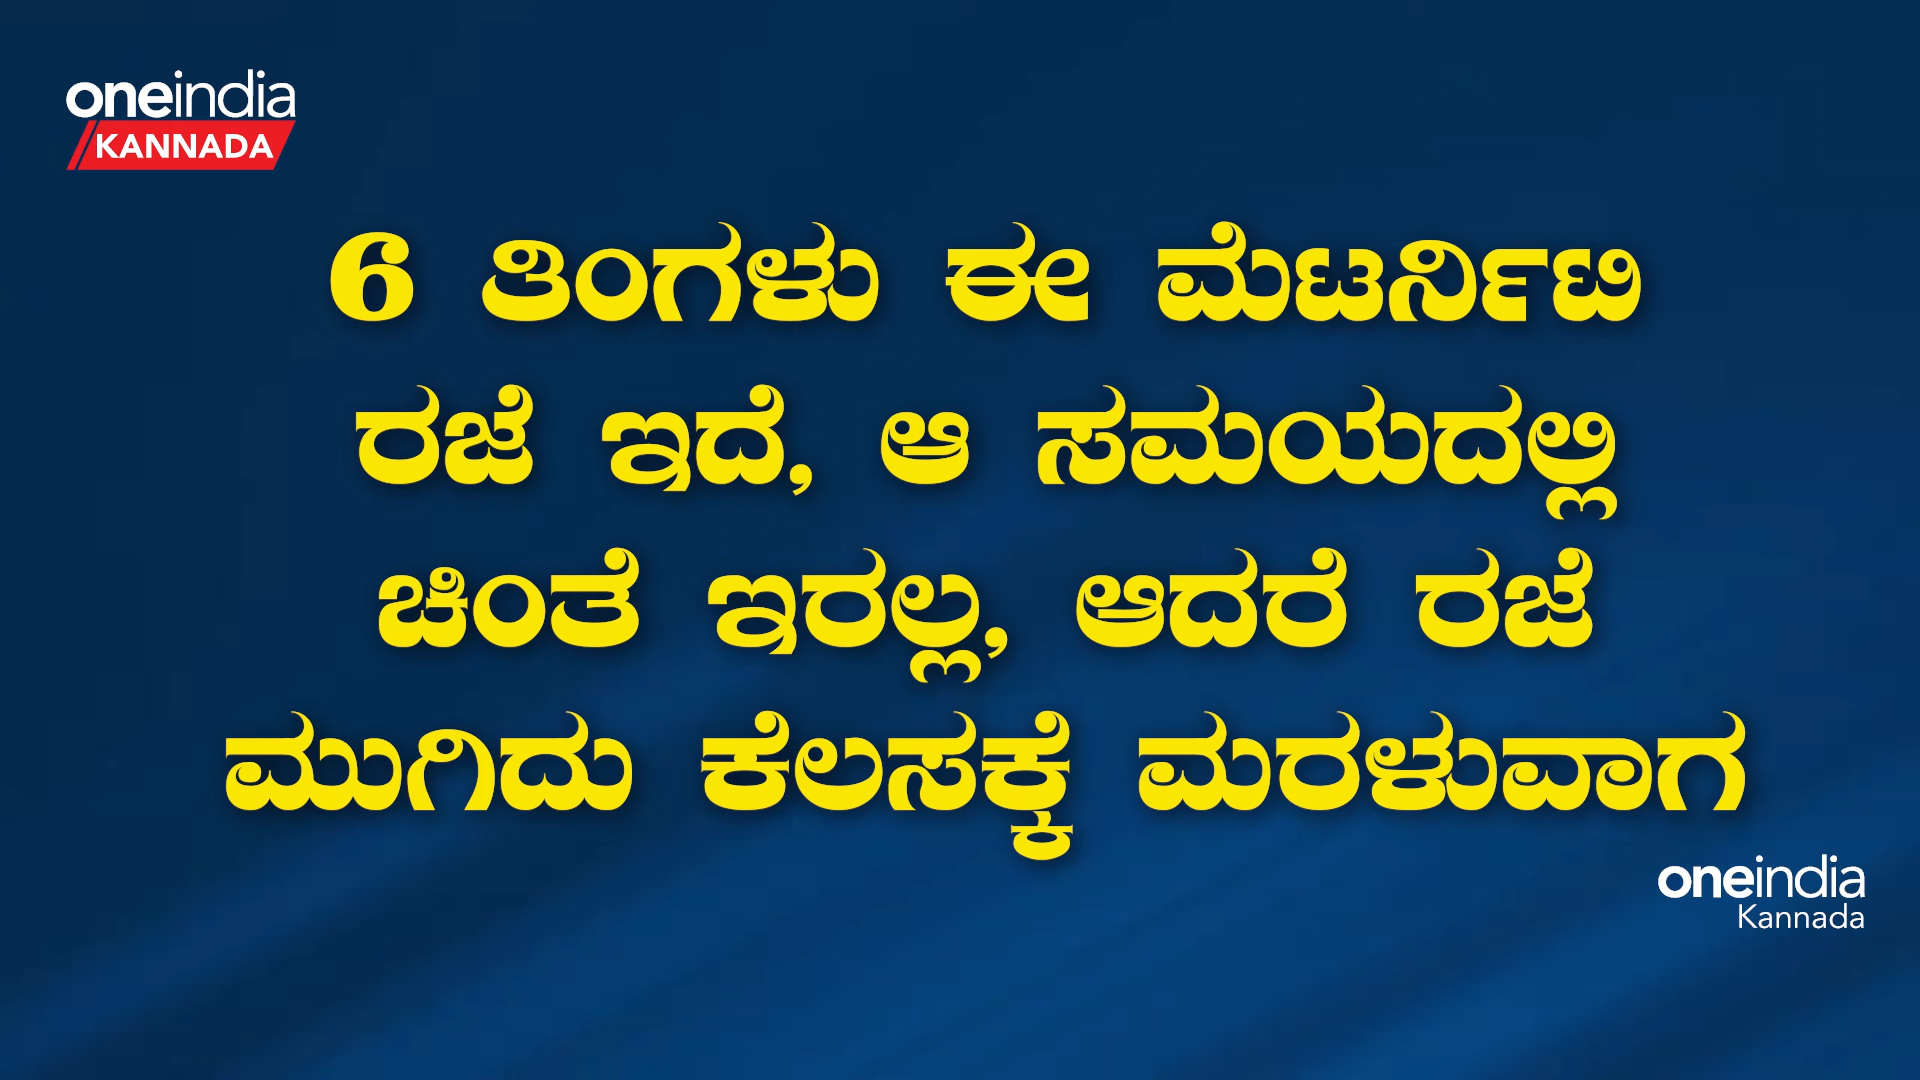 oneindia
KANNADA
6 ತಿಂಗಳು ಈ ಮೆಟರ್ನಿಟಿ
ರಜೆ ಇದೆ, ಆ ಸಮಯದಲ್ಲಿ
ಚಿಂತೆ ಇರಲ್ಲ, ಆದರೆ ರಜೆ
ಮುಗಿದು ಕೆಲಸಕ್ಕೆ ಮರಳುವಾಗ
oneindia
Kannada